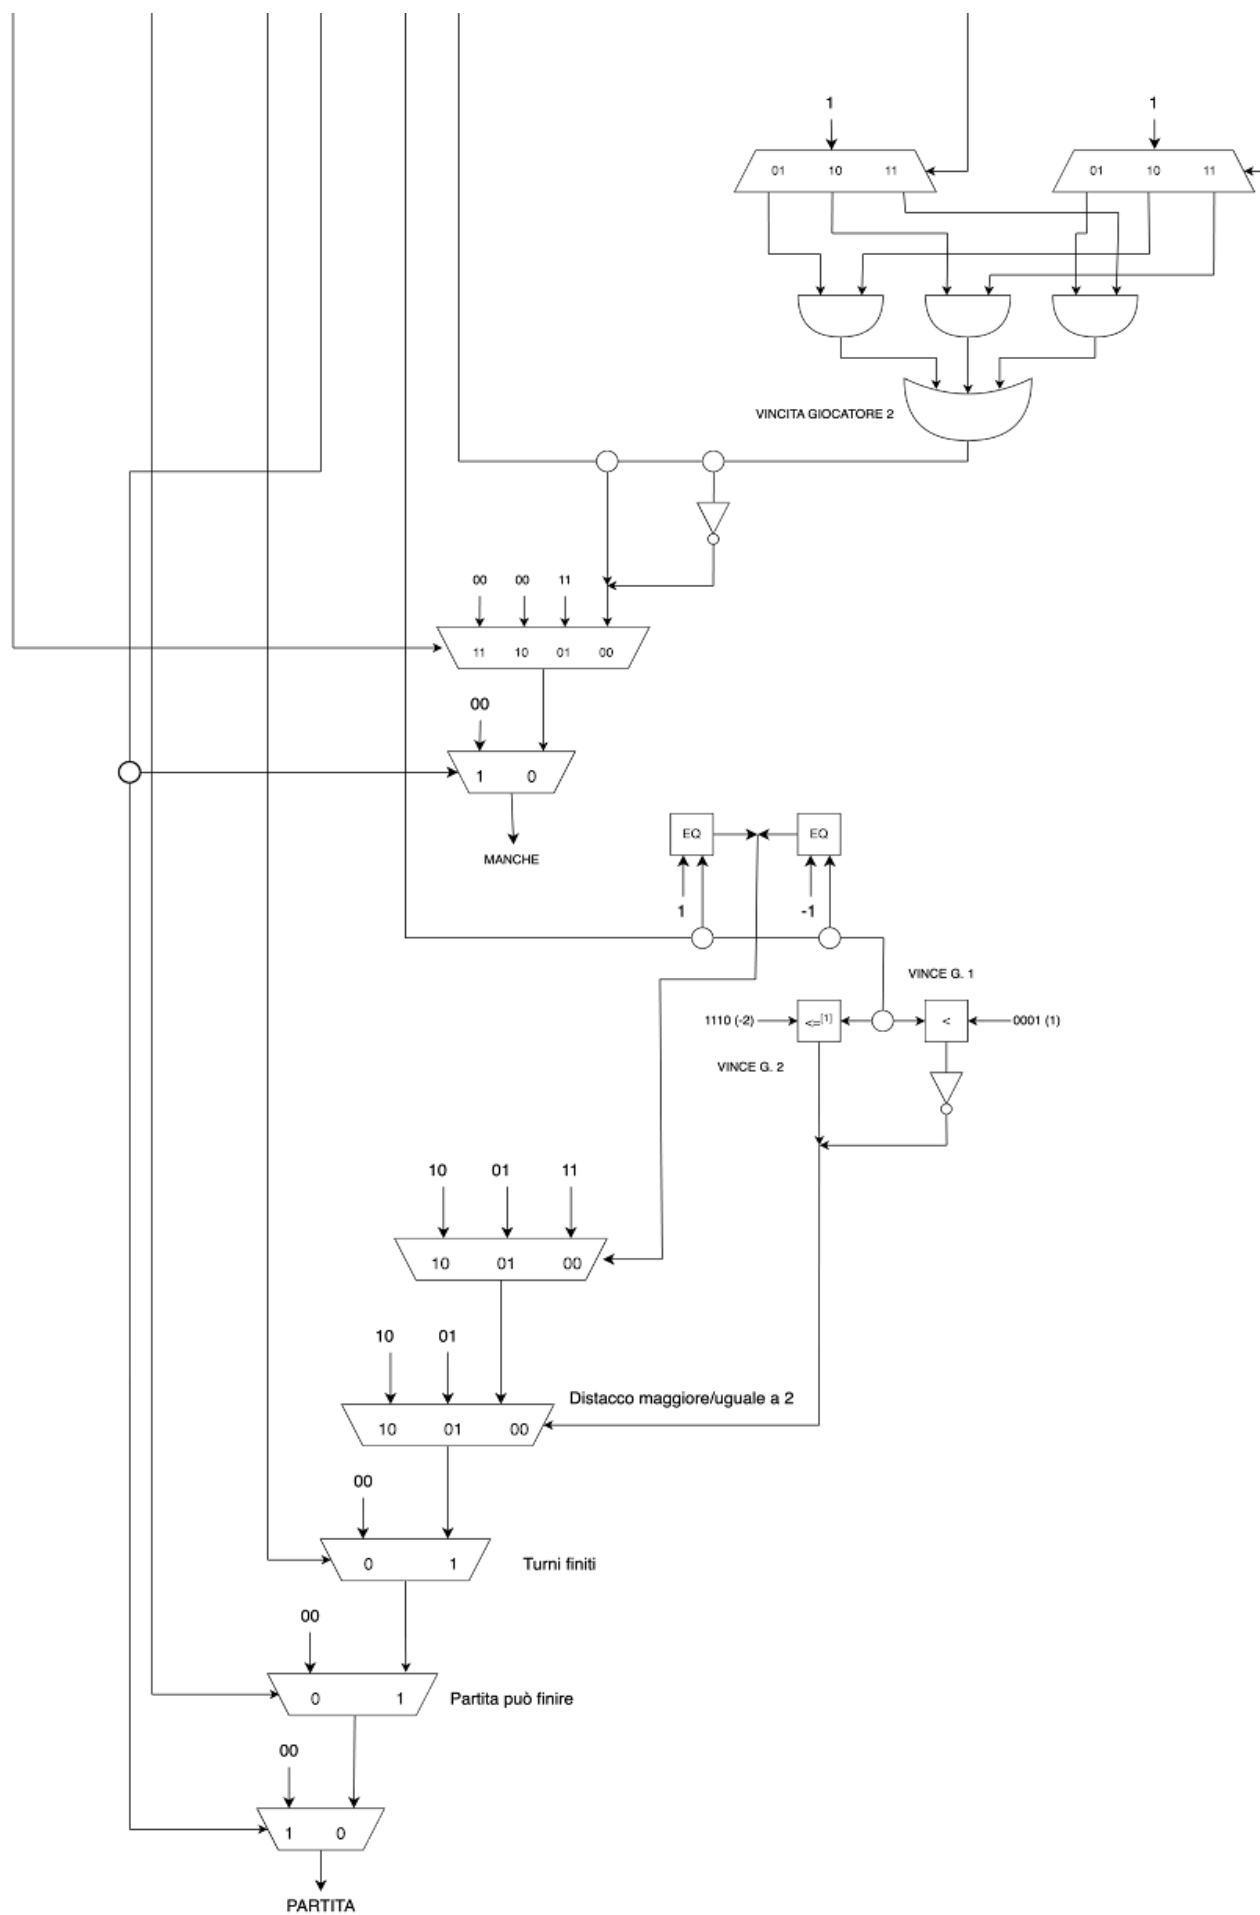 1 1
01 10 11 01 10 11
VINCITA GIOCATORE 2
00 00 11
11 10 01 00
00
1 0
MANCHE
EQ EQ
1 -1
VINCE G. 1
1110 (-2) <=[1] < 0001 (1)
VINCE G. 2
10 01 11
10 01 00
10 01
Distacco maggiore/uguale a 2
10 01 00
00
0 1 Turni finiti
00
0 1 Partita può finire
00
1 0
PARTITA